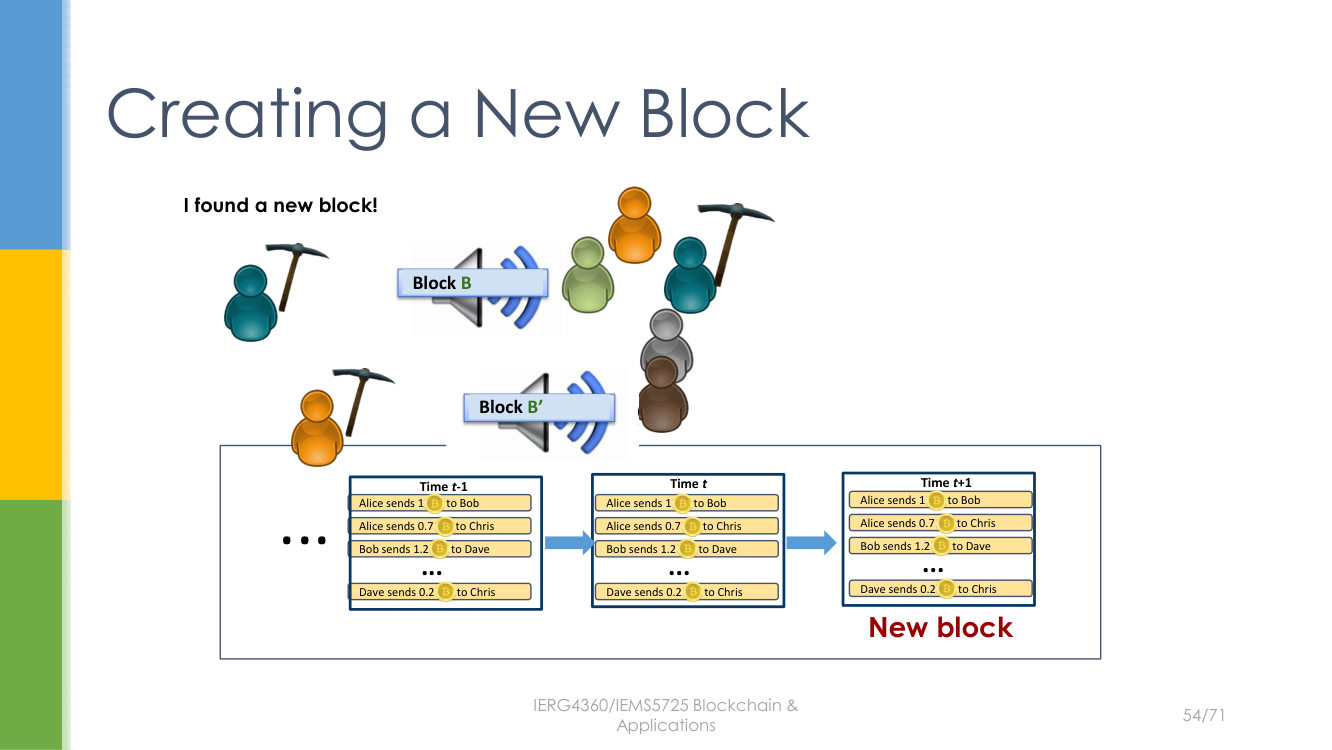 Creating a New Block
I found a new block!
Block B
Block B’
Time t-1
Alice sends 1 B to Bob
Alice sends 0.7 B to Chris
Bob sends 1.2 B to Dave
...
Dave sends 0.2 B to Chris
...
Time t
Alice sends 1 B to Bob
Alice sends 0.7 B to Chris
Bob sends 1.2 B to Dave
...
Dave sends 0.2 B to Chris
Time t+1
Alice sends 1 B to Bob
Alice sends 0.7 B to Chris
Bob sends 1.2 B to Dave
...
Dave sends 0.2 B to Chris
New block
IERG4360/IEMS5725 Blockchain &
Applications
54/71